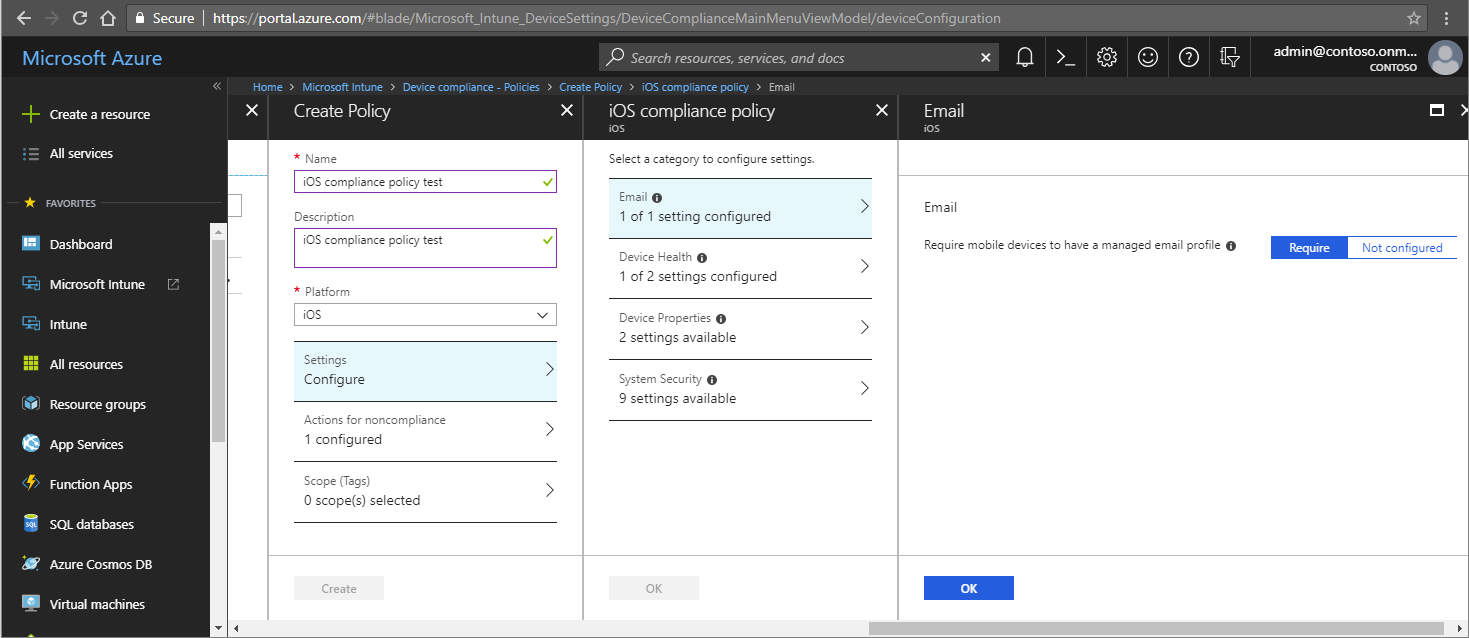 Secure
https://portal.azure.com/#blade/Microsoft_Intune_DeviceSettings/DeviceComplianceMainMenuViewModel/deviceConfiguration
Microsoft Azure
Search resources, services, and docs
admin@contoso.onm...
CONTOSO
Home > Microsoft Intune > Device compliance - Policies > Create Policy > iOS compliance policy > Email
Create a resource
All services
FAVORITES
Dashboard
Microsoft Intune
Intune
All resources
Resource groups
App Services
Function Apps
SQL databases
Azure Cosmos DB
Virtual machines
Create Policy
* Name
iOS compliance policy test
Description
iOS compliance policy test
* Platform
iOS
Settings
Configure
Actions for noncompliance
1 configured
Scope (Tags)
0 scope(s) selected
Create
iOS compliance policy
iOS
Select a category to configure settings.
Email
1 of 1 setting configured
Device Health
1 of 2 settings configured
Device Properties
2 settings available
System Security
9 settings available
OK
Email
iOS
Email
Require mobile devices to have a managed email profile
Require
Not configured
OK